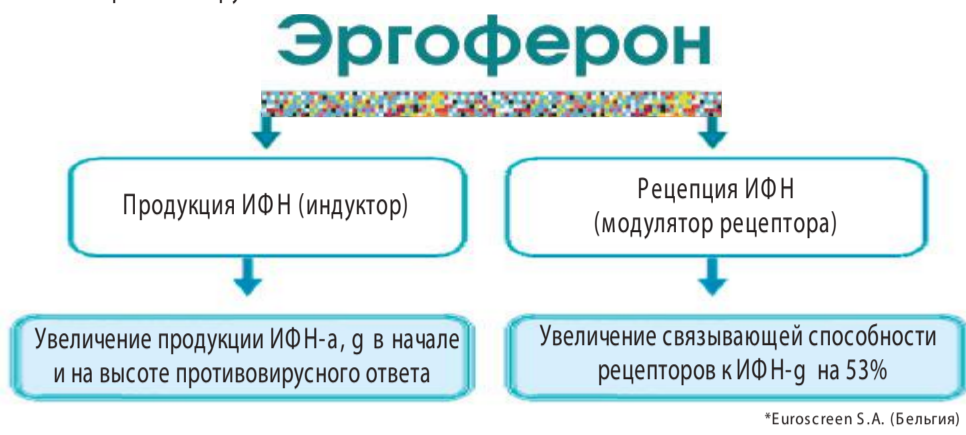 Эргоферон
Продукция ИФН (индуктор)
Рецепция ИФН
(модулятор рецептора)
Увеличение продукции ИФН-a, g в начале
и на высоте противовирусного ответа
Увеличение связывающей способности
рецепторов к ИФН-g на 53%
*Euroscreen S.A. (Бельгия)